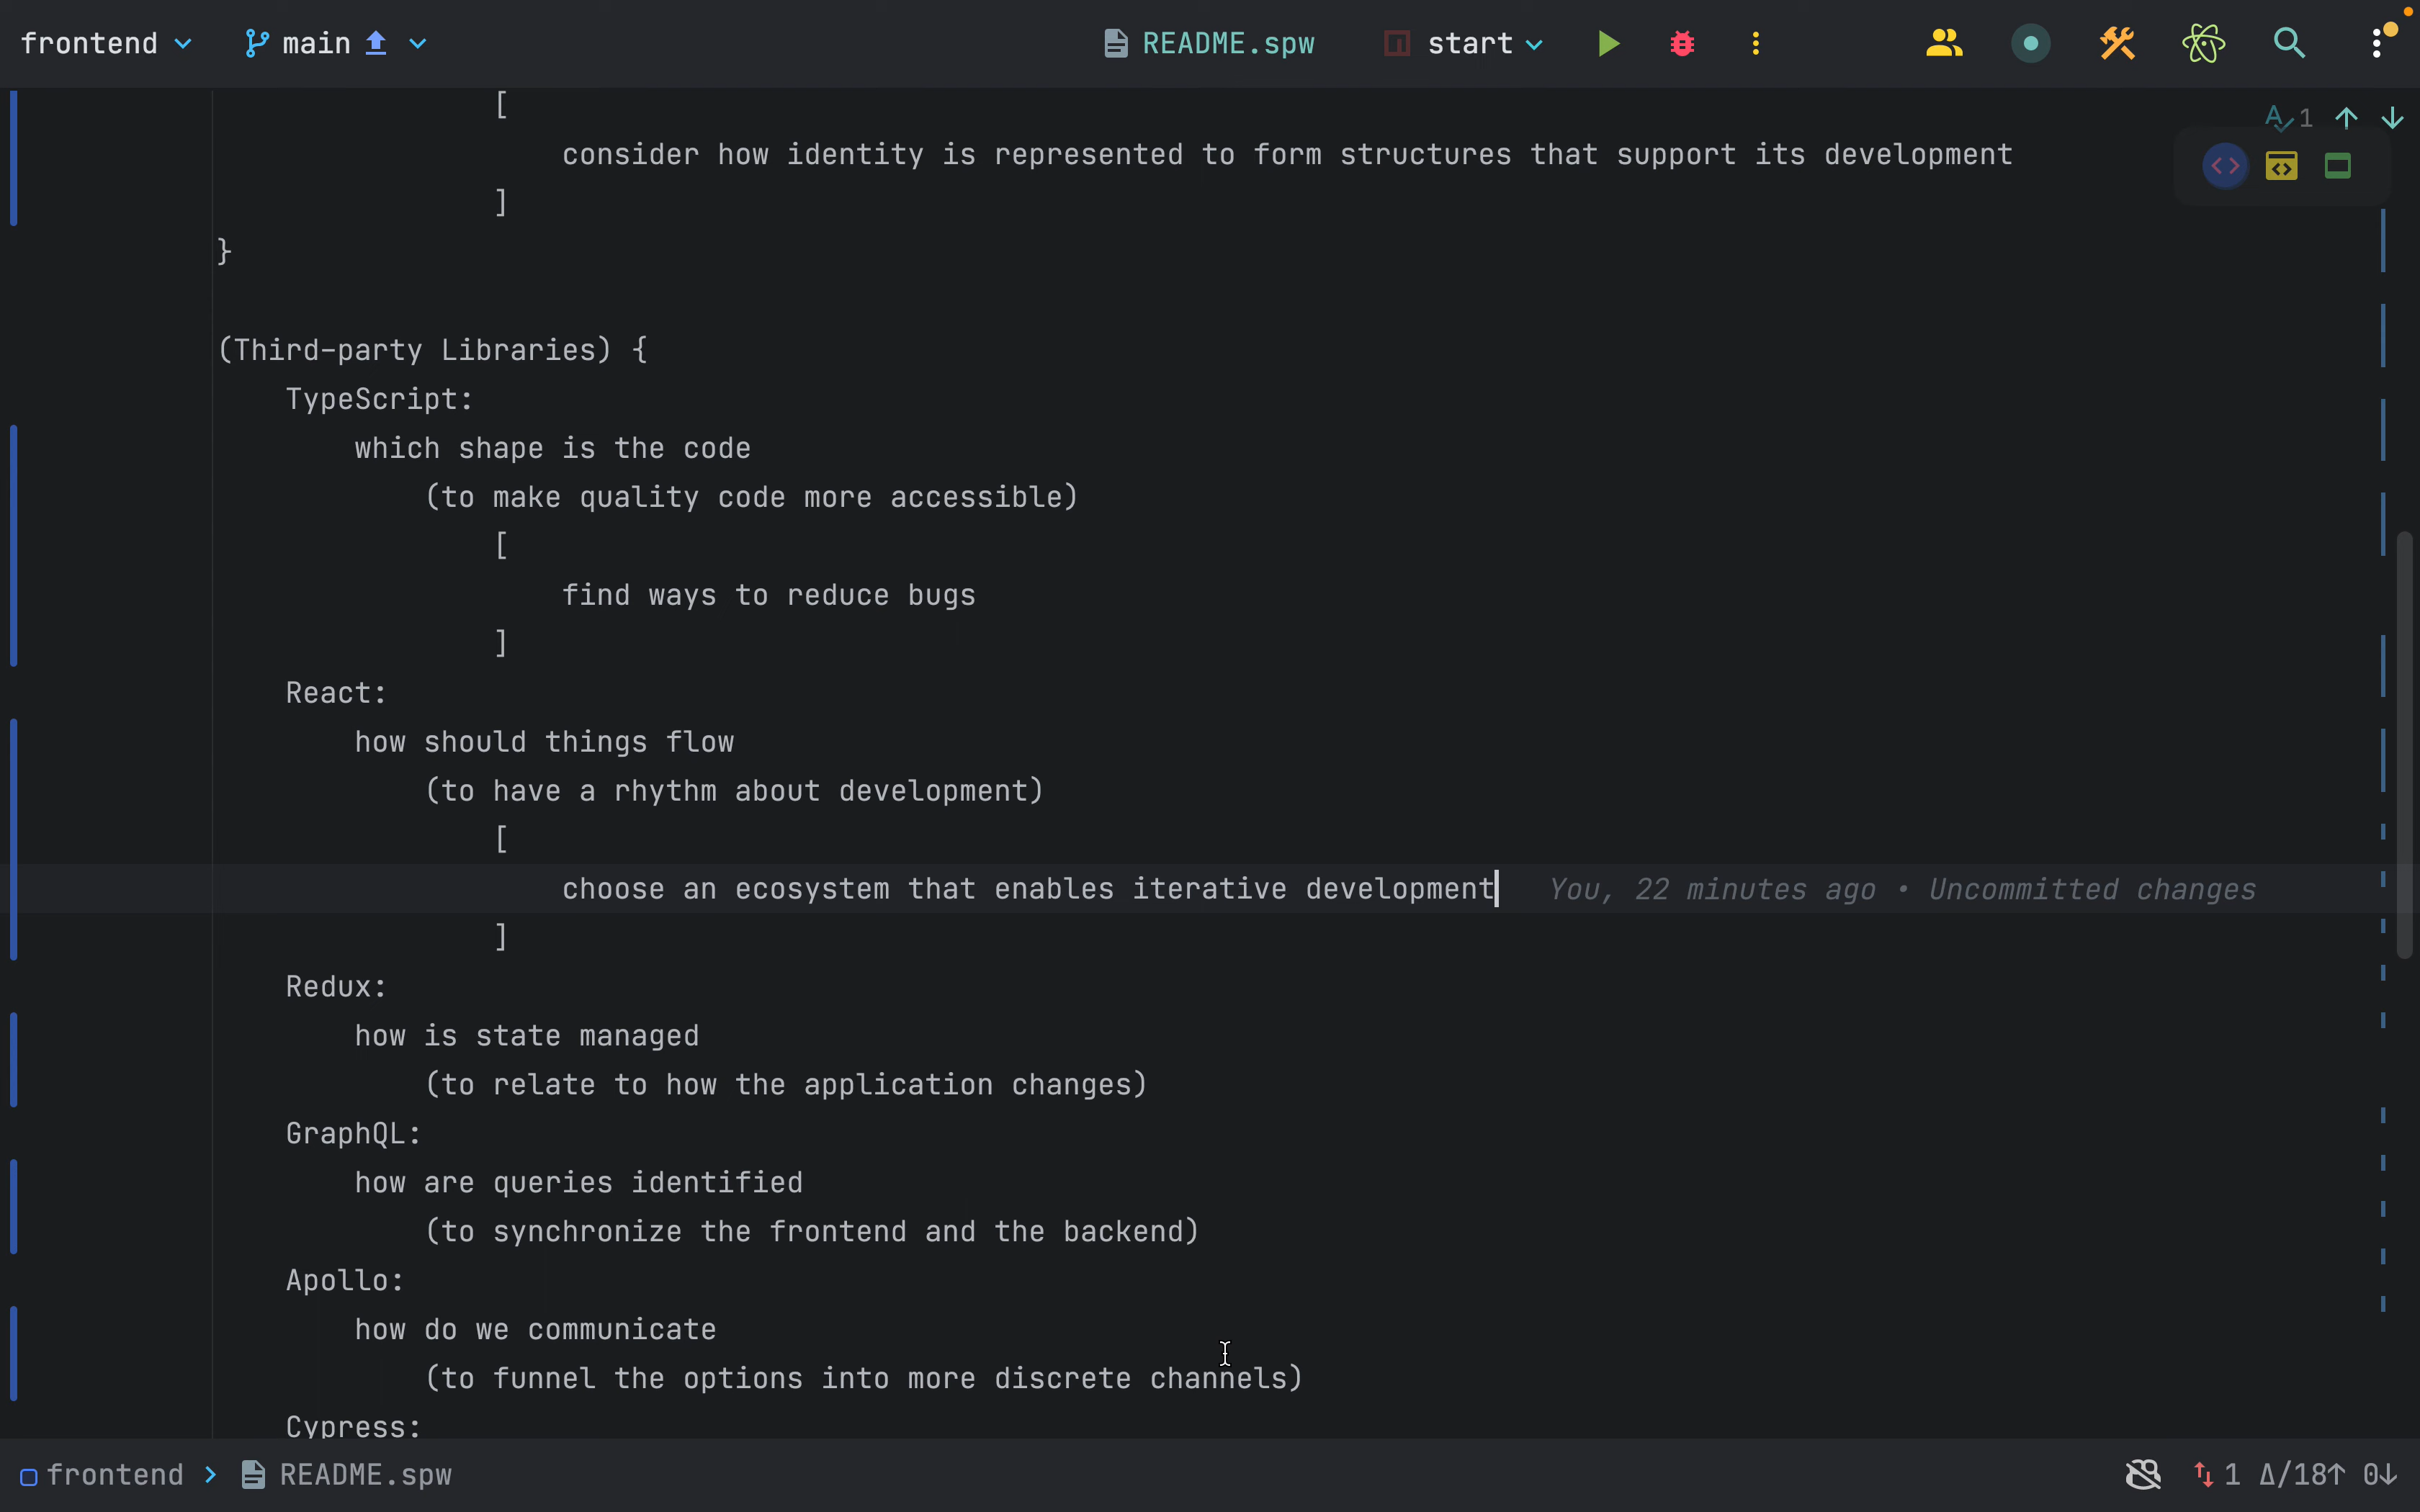 frontend main README.spw start
[
1
consider how identity is represented to form structures that support its development
]
}
(Third-party Libraries) {
TypeScript:
which shape is the code
(to make quality code more accessible)
[
find ways to reduce bugs
]
React:
how should things flow
(to have a rhythm about development)
[
choose an ecosystem that enables iterative development You, 22 minutes ago • Uncommitted changes
]
Redux:
how is state managed
(to relate to how the application changes)
GraphQL:
how are queries identified
(to synchronize the frontend and the backend)
Apollo:
how do we communicate
(to funnel the options into more discrete channels)
Cypress:
frontend > README.spw 1 Δ/18↑ 0↓